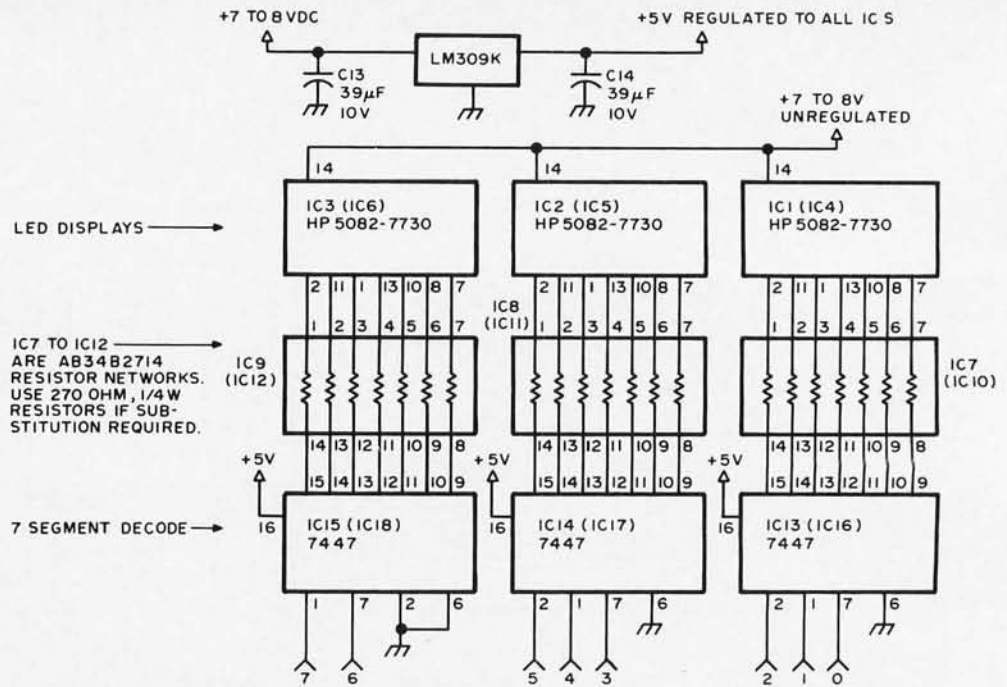 +7 TO 8VDC
+5V REGULATED TO ALL ICS
LM309K
C13
39µF
10V
C14
39µF
10V
+7 TO 8V
UNREGULATED
14
14
14
IC3 (IC6)
HP 5082-7730
IC2 (IC5)
HP 5082-7730
IC1 (IC4)
HP 5082-7730
LED DISPLAYS
2 11 1 13 10 8 7
2 11 1 13 10 6 7
2 11 1 13 10 6 8 7
IC8
(IC11)
1 2 3 4 5 6 7
1 2 3 4 5 6 7
1 2 3 4 5 6 7
IC7 TO IC12
ARE AB34B2714
RESISTOR NETWORKS.
USE 270 OHM, 1/4W
RESISTORS IF SUB-
STITUTION REQUIRED.
IC9
(IC12)
IC7
(IC10)
14 13 12 11 10 9 8
14 13 12 11 10 9 8
14 13 12 11 10 9 8
+5V
+5V
+5V
15 14 13 12 11 10 9
15 14 13 12 11 10 9
15 14 13 12 11 10 9
7 SEGMENT DECODE
16
16
16
IC15 (IC18)
7447
IC14 (IC17)
7447
IC13 (IC16)
7447
1 7 2 6
2 1 7 6
2 1 7 6
7 6
5 4 3
2 1 0